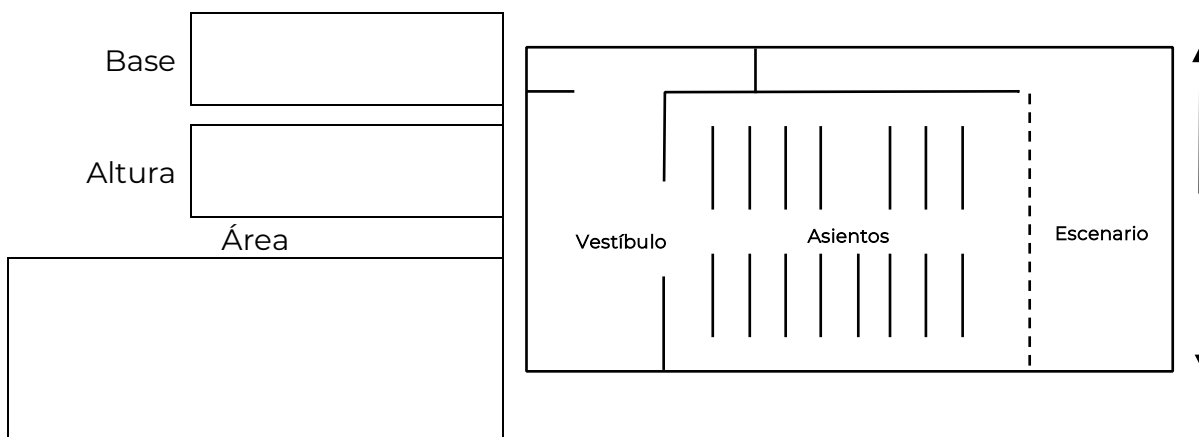 Base
Altura
Área
Vestíbulo
Asientos
Escenario